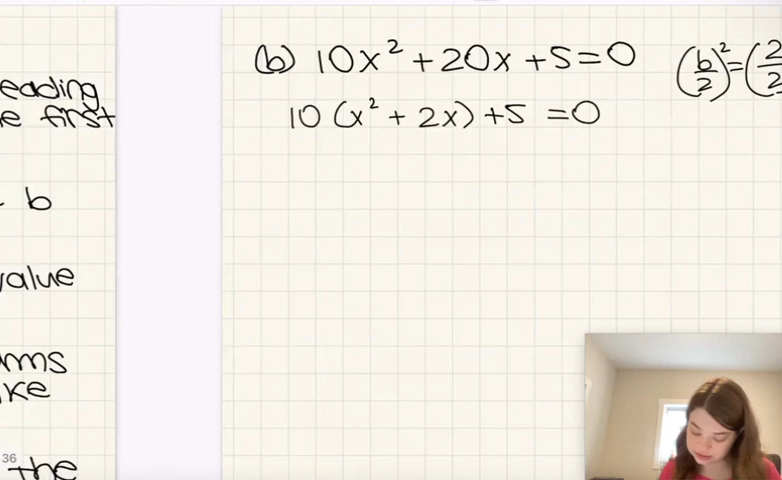 eading
e first
b
value
ms
ke
36
the
(b) 10x² + 20x + 5 = 0
10 (x² + 2x) + 5 = 0
(b/2)² = (2/2